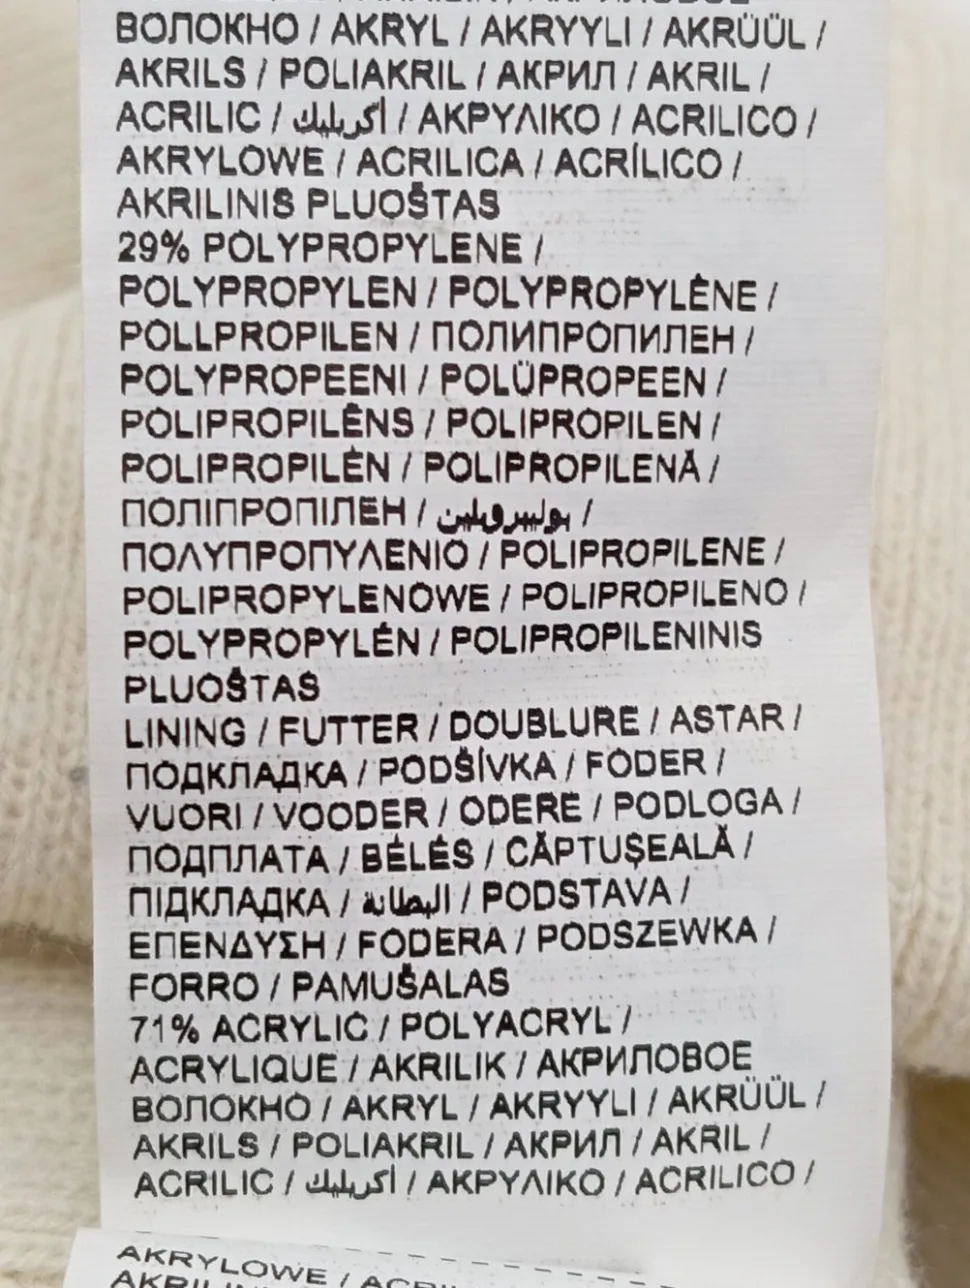 ВОЛОКНО / AKRYL / AKRYYLI / AKRÜÜL /
AKRILS / POLIAKRIL / АКРИЛ / AKRIL /
ACRILIC / أكريليك / ΑΚΡΥΛΙΚΟ / ACRILICO /
AKRYLOWE / ACRILICA / ACRÍLICO /
AKRILINIS PLUOŠTAS
29% POLYPROPYLENE /
POLYPROPYLEN / POLYPROPYLÈNE /
POLLPROPILEN / ПОЛИПРОПИЛЕН /
POLYPROPEENI / POLÜPROPEEN /
POLIPROPILĒNS / POLIPROPILEN /
POLIPROPILÉN / POLIPROPILENĂ /
ПОЛІПРОПІЛЕН / بوليبروبلين /
ΠΟΛΥΠΡΟΠΥΛΕΝΙΟ / POLIPROPILENE /
POLIPROPYLENOWE / POLIPROPILENO /
POLYPROPYLÉN / POLIPROPILENINIS
PLUOŠTAS
LINING / FUTTER / DOUBLURE / ASTAR /
ПОДКЛАДКА / PODŠÍVKA / FODER /
VUORI / VOODER / ODERE / PODLOGA /
ПОДПЛАТА / BÉLÉS / CĂPTUȘEALĂ /
ПІДКЛАДКА / البطانة / PODSTAVA /
ΕΠΕΝΔΥΣΗ / FODERA / PODSZEWKA /
FORRO / PAMUŠALAS
71% ACRYLIC / POLYACRYL /
ACRYLIQUE / AKRILIK / АКРИЛОВОЕ
ВОЛОКНО / AKRYL / AKRYYLI / AKRÜÜL /
AKRILS / POLIAKRIL / АКРИЛ / AKRIL /
ACRILIC / أكريليك / ΑΚΡΥΛΙΚΟ / ACRILICO /
AKRYLOWE /